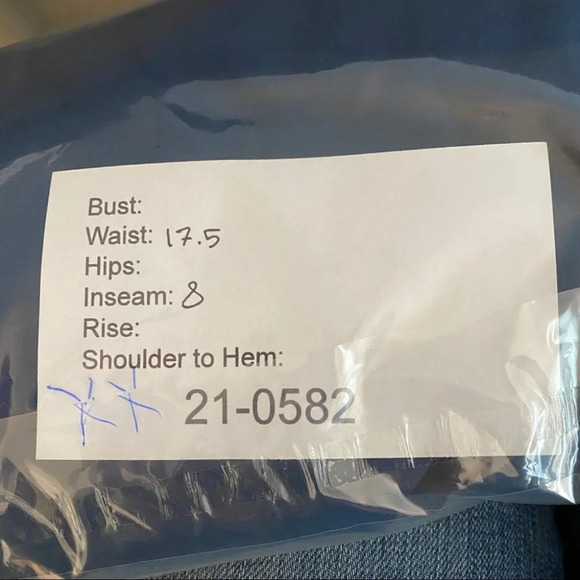 Bust:
Waist: 17.5
Hips:
Inseam: 8
Rise:
Shoulder to Hem:
21-0582